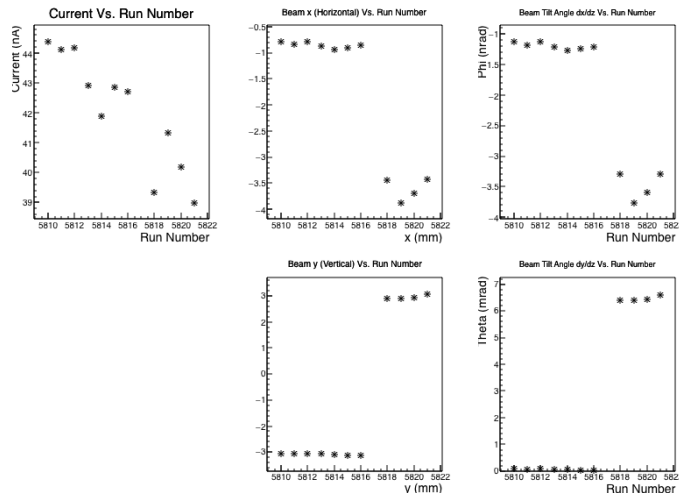 Current Vs. Run Number
Current (nA)
44
43
42
41
40
39
5810 5812 5814 5816 5818 5820 5822
Run Number
Beam x (Horizontal) Vs. Run Number
−0.5
−1
−1.5
−2
−2.5
−3
−3.5
−4
5810 5812 5814 5816 5818 5820 5822
x (mm)
Beam Tilt Angle dx/dz Vs. Run Number
Phi (nrad)
−1
−1.5
−2
−2.5
−3
−3.5
−4
5810 5812 5814 5816 5818 5820 5822
Run Number
Beam y (Vertical) Vs. Run Number
3
2
1
0
−1
−2
−3
5810 5812 5814 5816 5818 5820 5822
y (mm)
Beam Tilt Angle dy/dz Vs. Run Number
Theta (mrad)
7
6
5
4
3
2
1
0
5810 5812 5814 5816 5818 5820 5822
Run Number